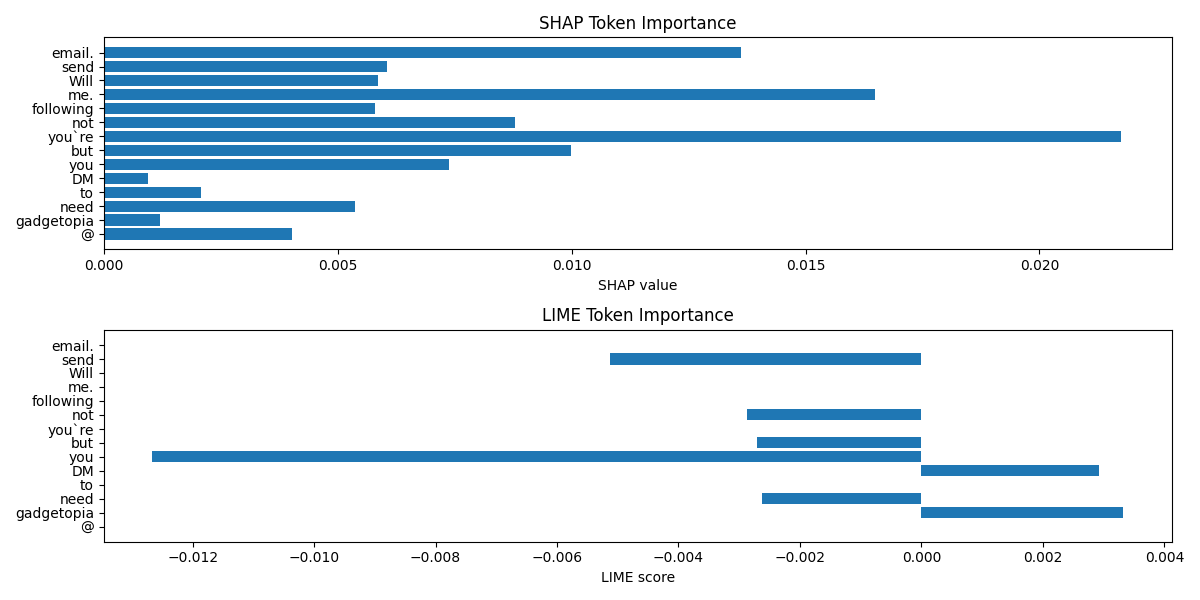 SHAP Token Importance
email.
send
Will
me.
following
not
you`re
but
you
DM
to
need
gadgetopia
@
0.000 0.005 0.010 0.015 0.020
SHAP value
LIME Token Importance
email.
send
Will
me.
following
not
you`re
but
you
DM
to
need
gadgetopia
@
−0.012 −0.010 −0.008 −0.006 −0.004 −0.002 0.000 0.002 0.004
LIME score